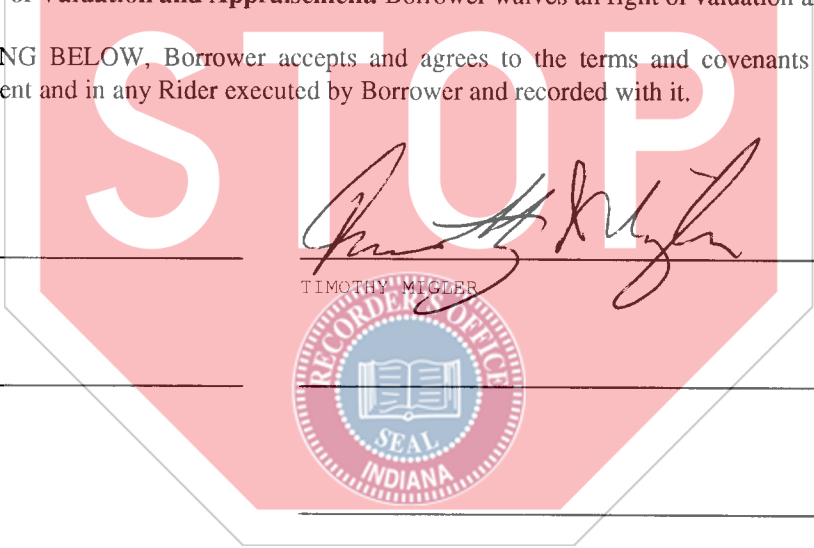 of Valuation and Appraisement. Borrower waives all right of valuation a
NG BELOW, Borrower accepts and agrees to the terms and covenants
ent and in any Rider executed by Borrower and recorded with it.
STOP
TIMOTHY MIGLER
RECORDER'S OFFICE
SEAL
INDIANA